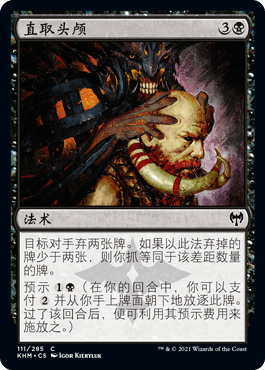 直取头颅 3
法术
目标对手弃两张牌。如果以此法弃掉的
牌少于两张，则你抓等同于该差距数量
的牌。
预示 1（在你的回合中，你可以支
付 2 并从你手上牌面朝下地放逐此牌。
过了该回合后，便可利用其预示费用来
施放之。）
111/285 C
KHM • CS IGOR KIERYLUK
™ & © 2021 Wizards of the Coast